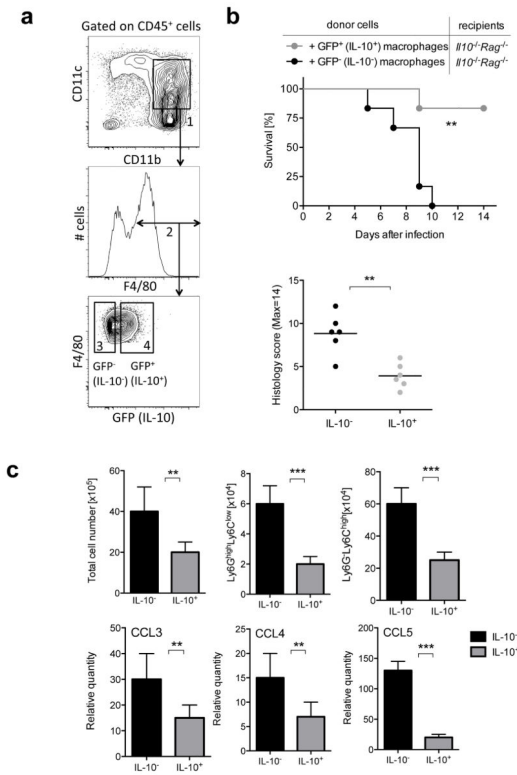 a
Gated on CD45⁺ cells
CD11c
1
CD11b
# cells
2
F4/80
F4/80
3
4
GFP⁻ GFP⁺
(IL-10⁻) (IL-10⁺)
GFP (IL-10)
b
donor cells recipients
+ GFP⁺ (IL-10⁺) macrophages Il10⁻/⁻Rag⁻/⁻
+ GFP⁻ (IL-10⁻) macrophages Il10⁻/⁻Rag⁻/⁻
Survival [%]
100
75
50
25
0
**
0 2 4 6 8 10 12 14
Days after infection
Histology score (Max=14)
15
10
5
0
**
IL-10⁻ IL-10⁺
c
Total cell number [x10⁵]
60
40
20
0
**
IL-10⁻ IL-10⁺
Ly6GʰⁱᵍʰLy6Cˡᵒʷ [x10⁴]
8
6
4
2
0
***
IL-10⁻ IL-10⁺
Ly6G⁻Ly6Cʰⁱᵍʰ[x10⁴]
80
60
40
20
0
***
IL-10⁻ IL-10⁺
CCL3
Relative quantity
50
40
30
20
10
0
**
IL-10⁻ IL-10⁺
CCL4
Relative quantity
25
20
15
10
5
0
**
IL-10⁻ IL-10⁺
CCL5
Relative quantity
200
150
100
50
0
***
IL-10⁻ IL-10⁺
IL-10⁻
IL-10⁺